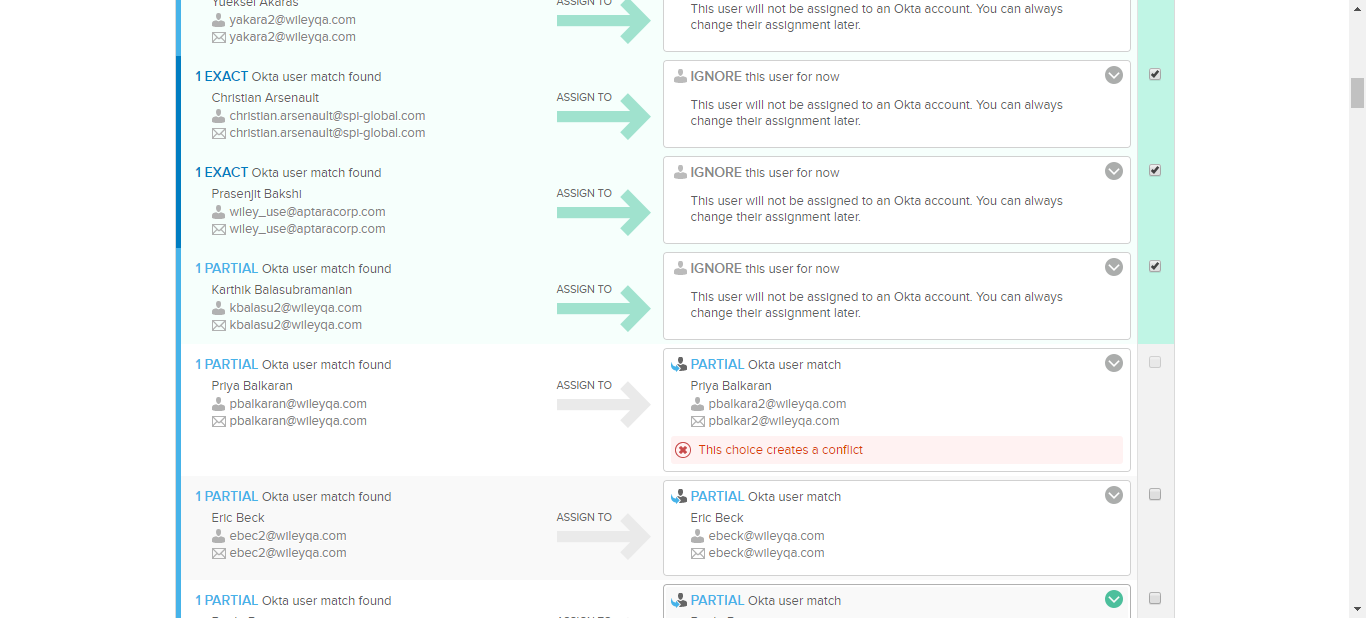 Yueksel Akaras
yakara2@wileyqa.com
yakara2@wileyqa.com
ASSIGN TO
This user will not be assigned to an Okta account. You can always
change their assignment later.
1 EXACT Okta user match found
Christian Arsenault
christian.arsenault@spi-global.com
christian.arsenault@spi-global.com
ASSIGN TO
IGNORE this user for now
This user will not be assigned to an Okta account. You can always
change their assignment later.
1 EXACT Okta user match found
Prasenjit Bakshi
wiley_use@aptaracorp.com
wiley_use@aptaracorp.com
ASSIGN TO
IGNORE this user for now
This user will not be assigned to an Okta account. You can always
change their assignment later.
1 PARTIAL Okta user match found
Karthik Balasubramanian
kbalasu2@wileyqa.com
kbalasu2@wileyqa.com
ASSIGN TO
IGNORE this user for now
This user will not be assigned to an Okta account. You can always
change their assignment later.
1 PARTIAL Okta user match found
Priya Balkaran
pbalkaran@wileyqa.com
pbalkaran@wileyqa.com
ASSIGN TO
PARTIAL Okta user match
Priya Balkaran
pbalkara2@wileyqa.com
pbalkar2@wileyqa.com
This choice creates a conflict
1 PARTIAL Okta user match found
Eric Beck
ebec2@wileyqa.com
ebec2@wileyqa.com
ASSIGN TO
PARTIAL Okta user match
Eric Beck
ebeck@wileyqa.com
ebeck@wileyqa.com
1 PARTIAL Okta user match found
ASSIGN TO
PARTIAL Okta user match